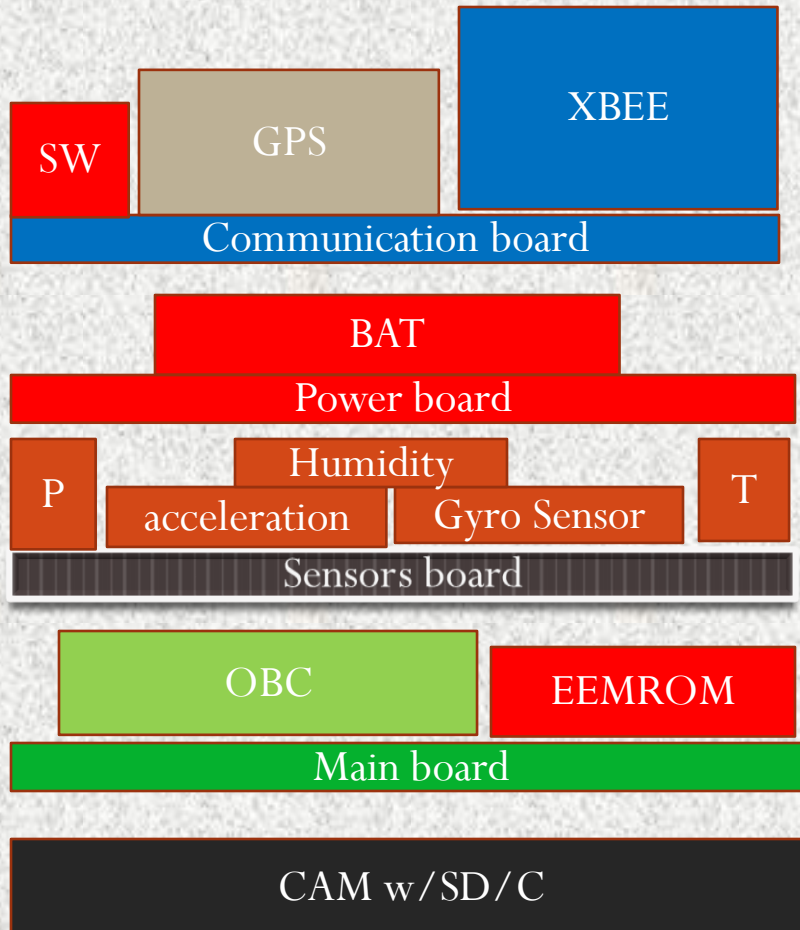 XBEE
GPS
SW
Communication board
BAT
Power board
Humidity
P
T
acceleration
Gyro Sensor
Sensors board
OBC
EEMROM
Main board
CAM w/SD/C